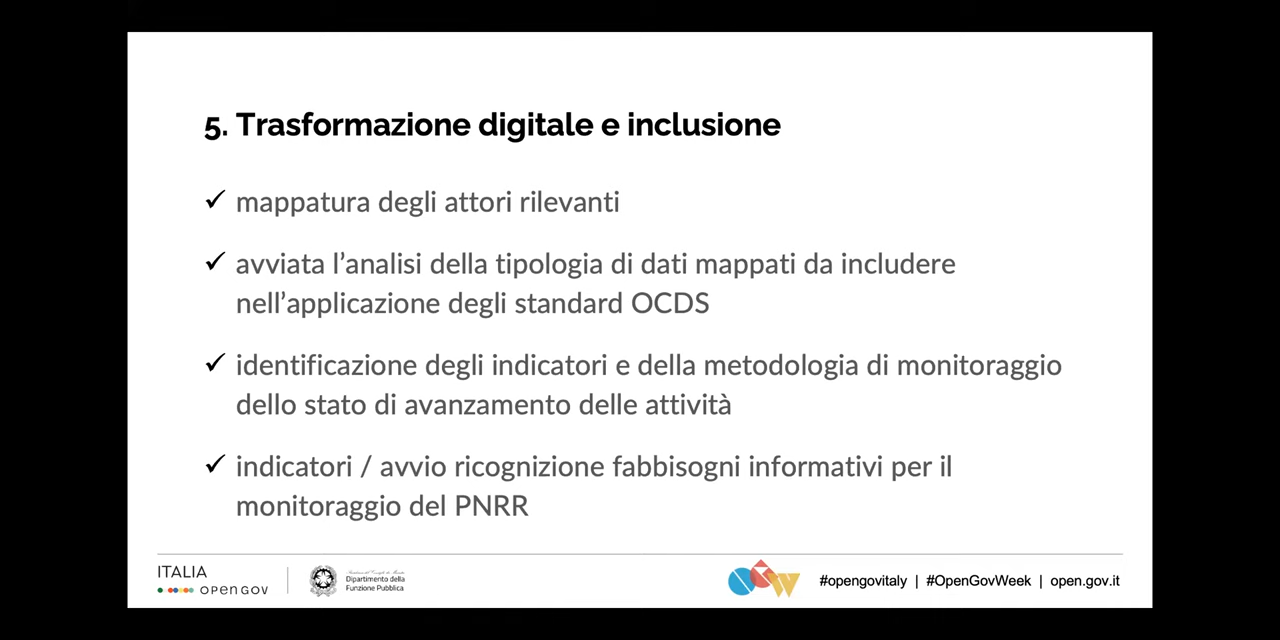 5. Trasformazione digitale e inclusione
✓ mappatura degli attori rilevanti
✓ avviata l’analisi della tipologia di dati mappati da includere
nell’applicazione degli standard OCDS
✓ identificazione degli indicatori e della metodologia di monitoraggio
dello stato di avanzamento delle attività
✓ indicatori / avvio ricognizione fabbisogni informativi per il
monitoraggio del PNRR
ITALIA
OPENGOV
Dipartimento della
Funzione Pubblica
OGW
#opengovitaly | #OpenGovWeek | open.gov.it